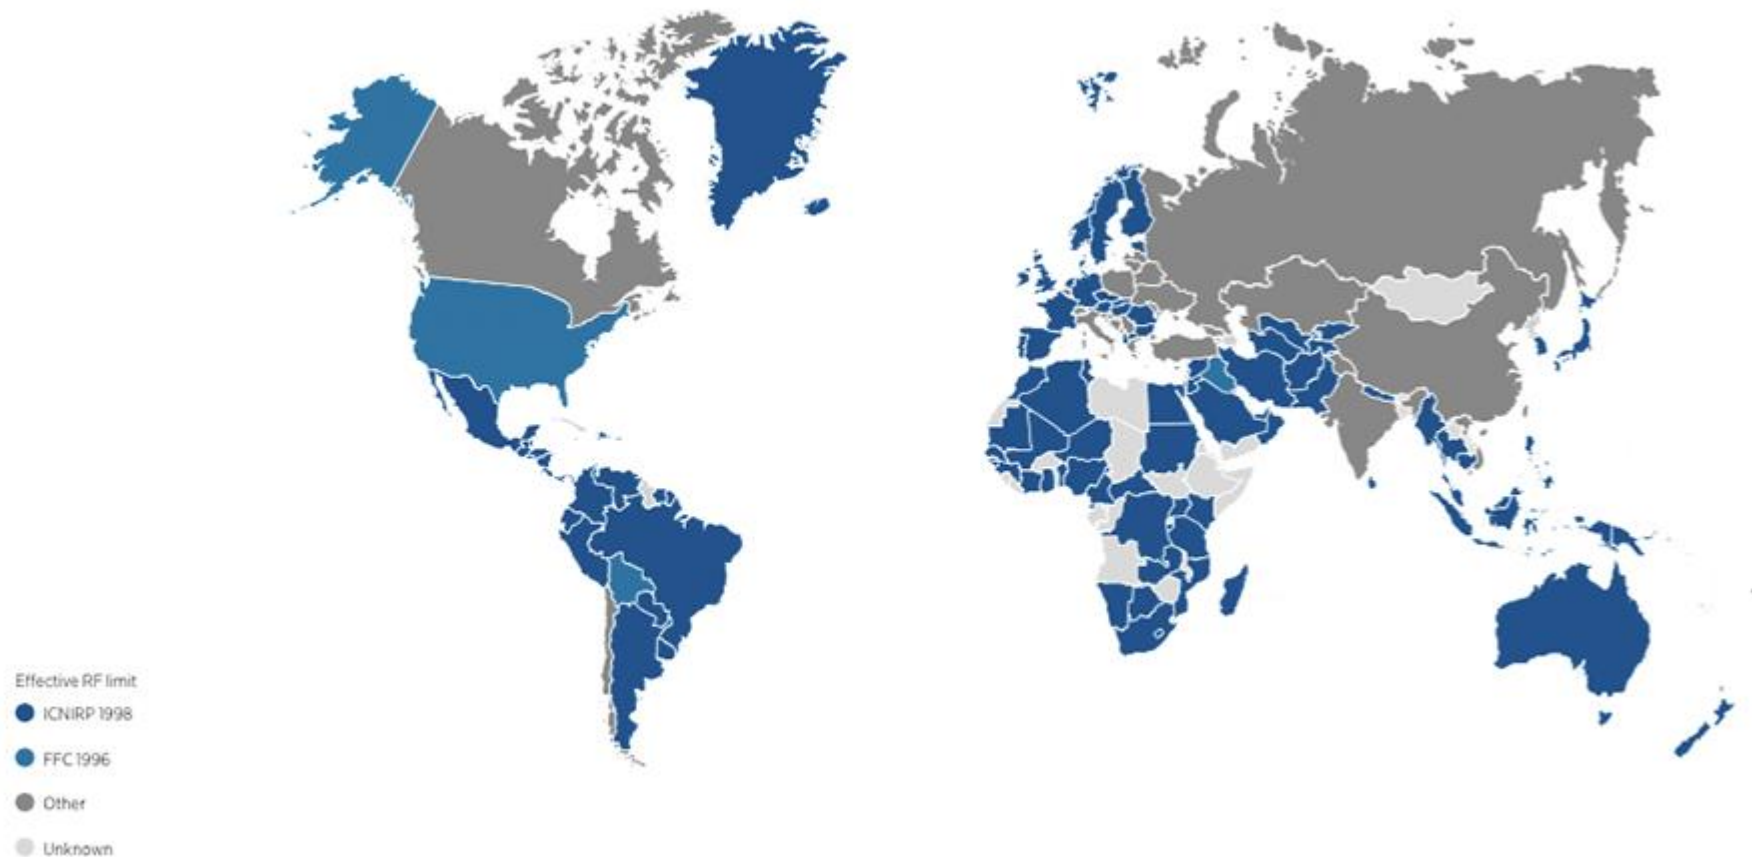 Effective RF limit
ICNIRP 1998
FFC 1996
Other
Unknown